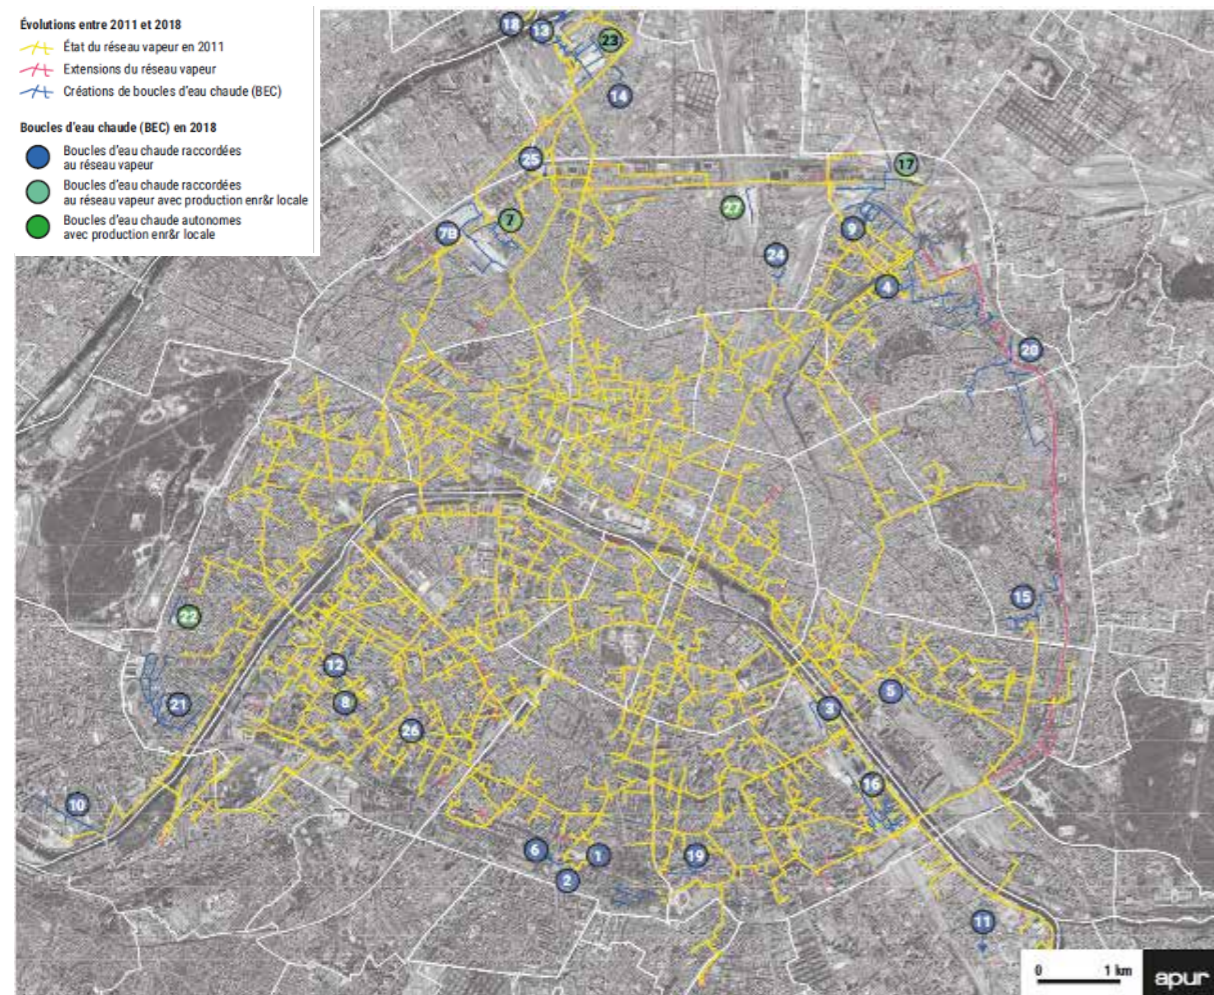 Évolutions entre 2011 et 2018
État du réseau vapeur en 2011
Extensions du réseau vapeur
Créations de boucles d'eau chaude (BEC)
Boucles d'eau chaude (BEC) en 2018
Boucles d'eau chaude raccordées
au réseau vapeur
Boucles d'eau chaude raccordées
au réseau vapeur avec production enr&r locale
Boucles d'eau chaude autonomes
avec production enr&r locale
18
13
23
14
25
17
27
7
7B
9
24
4
20
15
22
12
21
8
5
3
26
16
10
6
1
19
2
11
0
1 km
apur